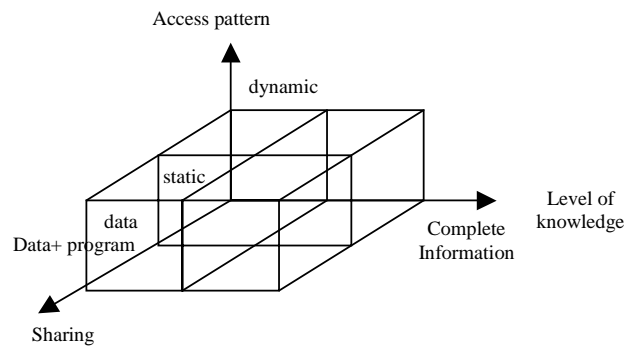 Access pattern
dynamic
static
data
Data+ program
Level of
knowledge
Complete
Information
Sharing